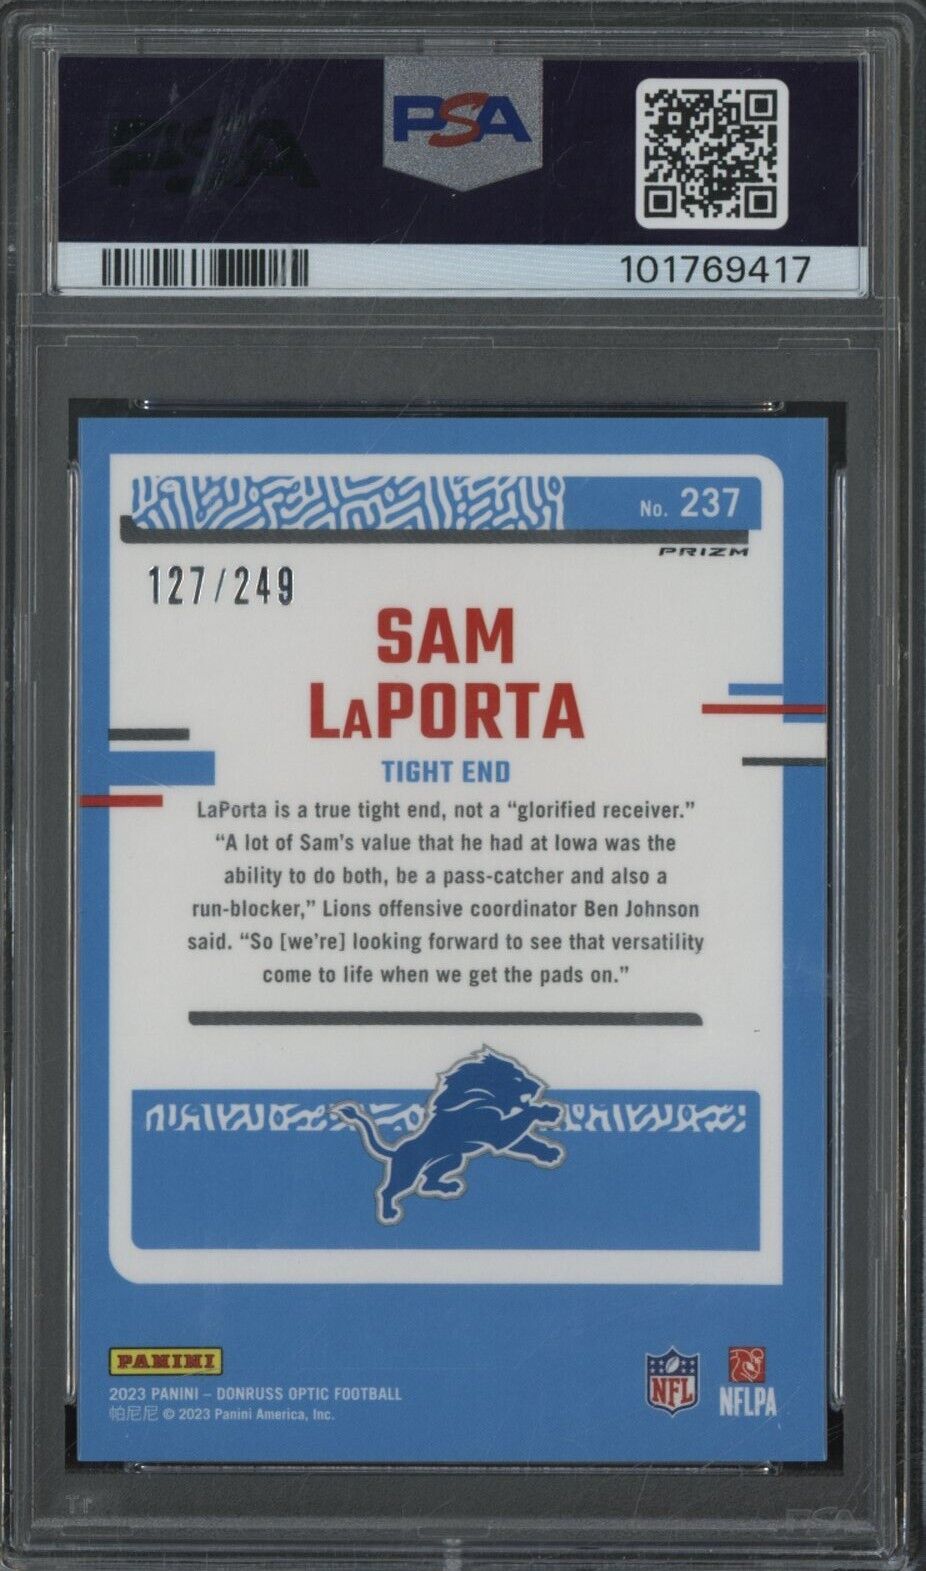 PSA
PSA
101769417
No. 237
PRIZM
127/249
SAM
LaPORTA
TIGHT END
LaPorta is a true tight end, not a “glorified receiver.”
“A lot of Sam’s value that he had at Iowa was the
ability to do both, be a pass-catcher and also a
run-blocker,” Lions offensive coordinator Ben Johnson
said. “So [we’re] looking forward to see that versatility
come to life when we get the pads on.”
PANINI
2023 PANINI – DONRUSS OPTIC FOOTBALL
帕尼尼 © 2023 Panini America, Inc.
NFL
NFLPA
PSA